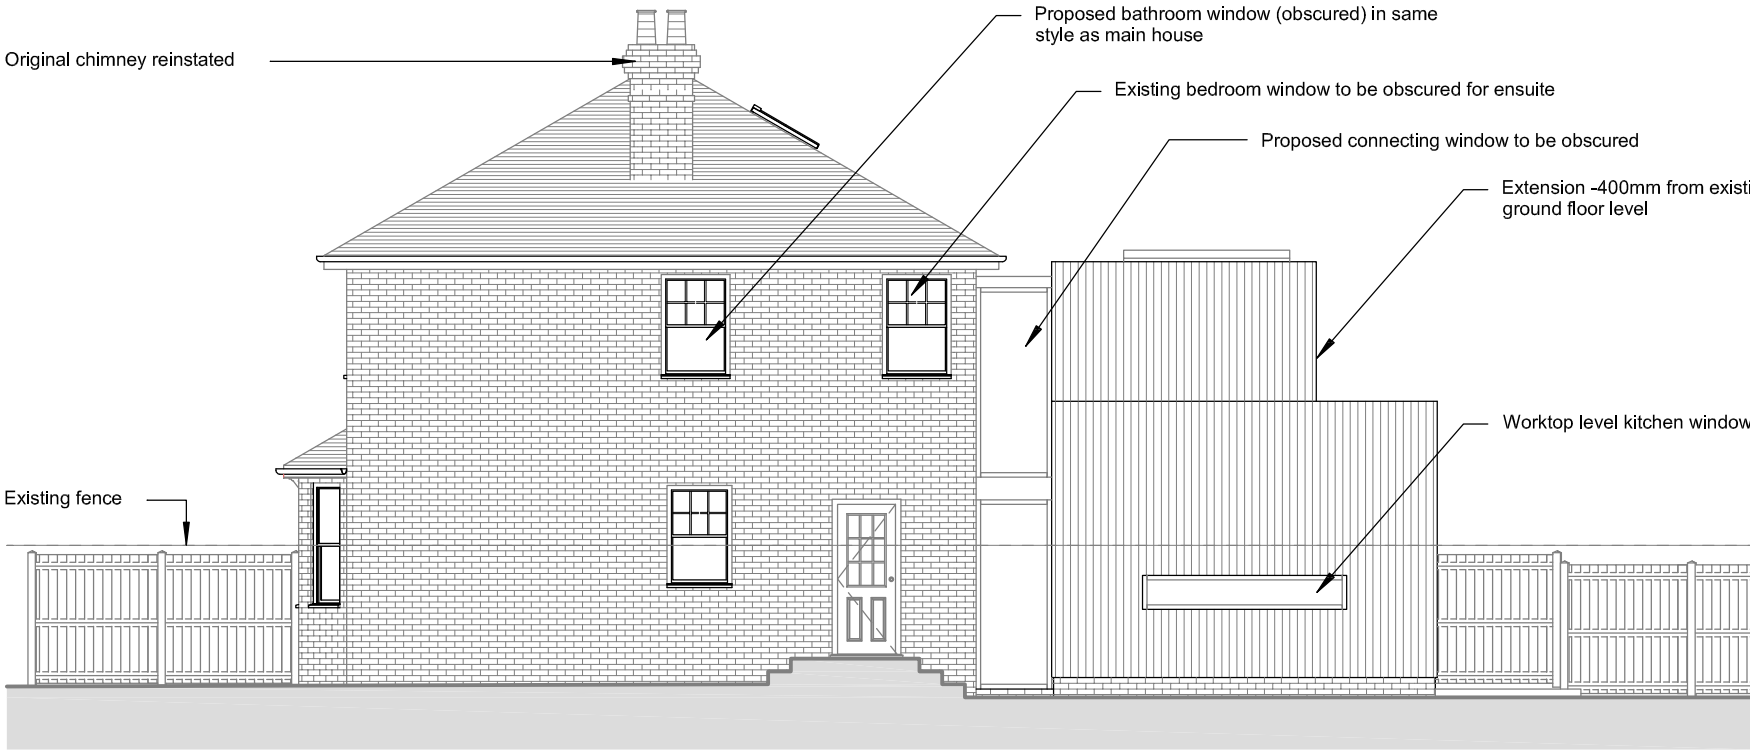 Proposed bathroom window (obscured) in same
style as main house
Original chimney reinstated
Existing bedroom window to be obscured for ensuite
Proposed connecting window to be obscured
Extension -400mm from existi
ground floor level
Worktop level kitchen window
Existing fence